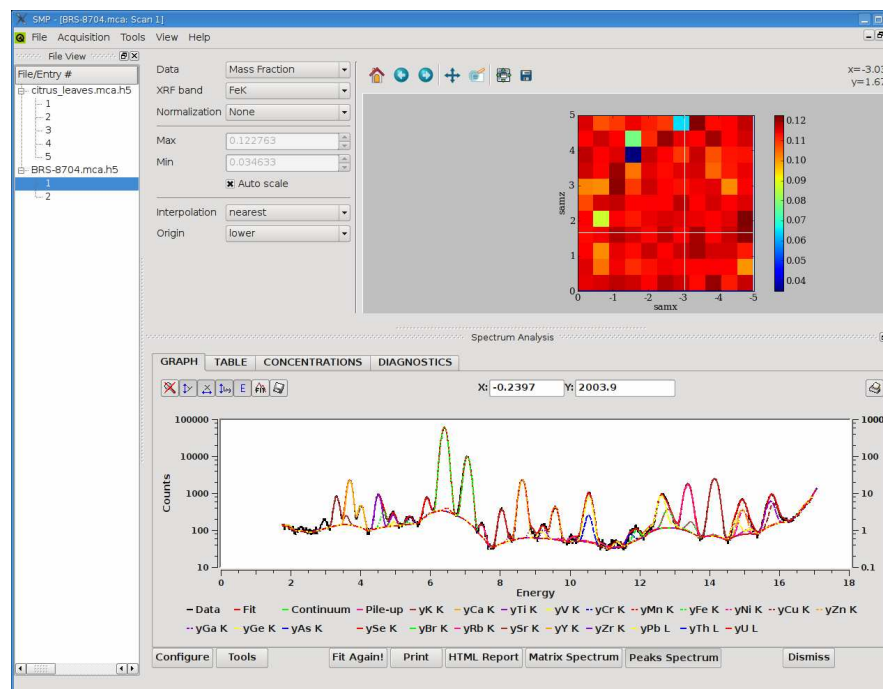 SMP - [BRS-8704.mca: Scan 1]
File Acquisition Tools View Help
File View
File/Entry #
citrus_leaves.mca.h5
1
2
3
4
5
BRS-8704.mca.h5
1
2
Data Mass Fraction
XRF band FeK
Normalization None
Max 0.122763
Min 0.034633
Auto scale
Interpolation nearest
Origin lower
x=-3.03
y=1.67
5
4
3
2
1
0
samz
0 -1 -2 -3 -4 -5
samx
0.12
0.11
0.10
0.09
0.08
0.07
0.06
0.05
0.04
Spectrum Analysis
GRAPH TABLE CONCENTRATIONS DIAGNOSTICS
X: -0.2397 Y: 2003.9
100000
10000
1000
100
10
Counts
1000
100
10
1
0.1
0 2 4 6 8 10 12 14 16 18
Energy
Data Fit Continuum Pile-up yK K yCa K yTi K yV K yCr K yMn K yFe K yNi K yCu K yZn K
yGa K yGe K yAs K ySe K yBr K yRb K ySr K yY K yZr K yPb L yTh L yU L
Configure Tools Fit Again! Print HTML Report Matrix Spectrum Peaks Spectrum Dismiss